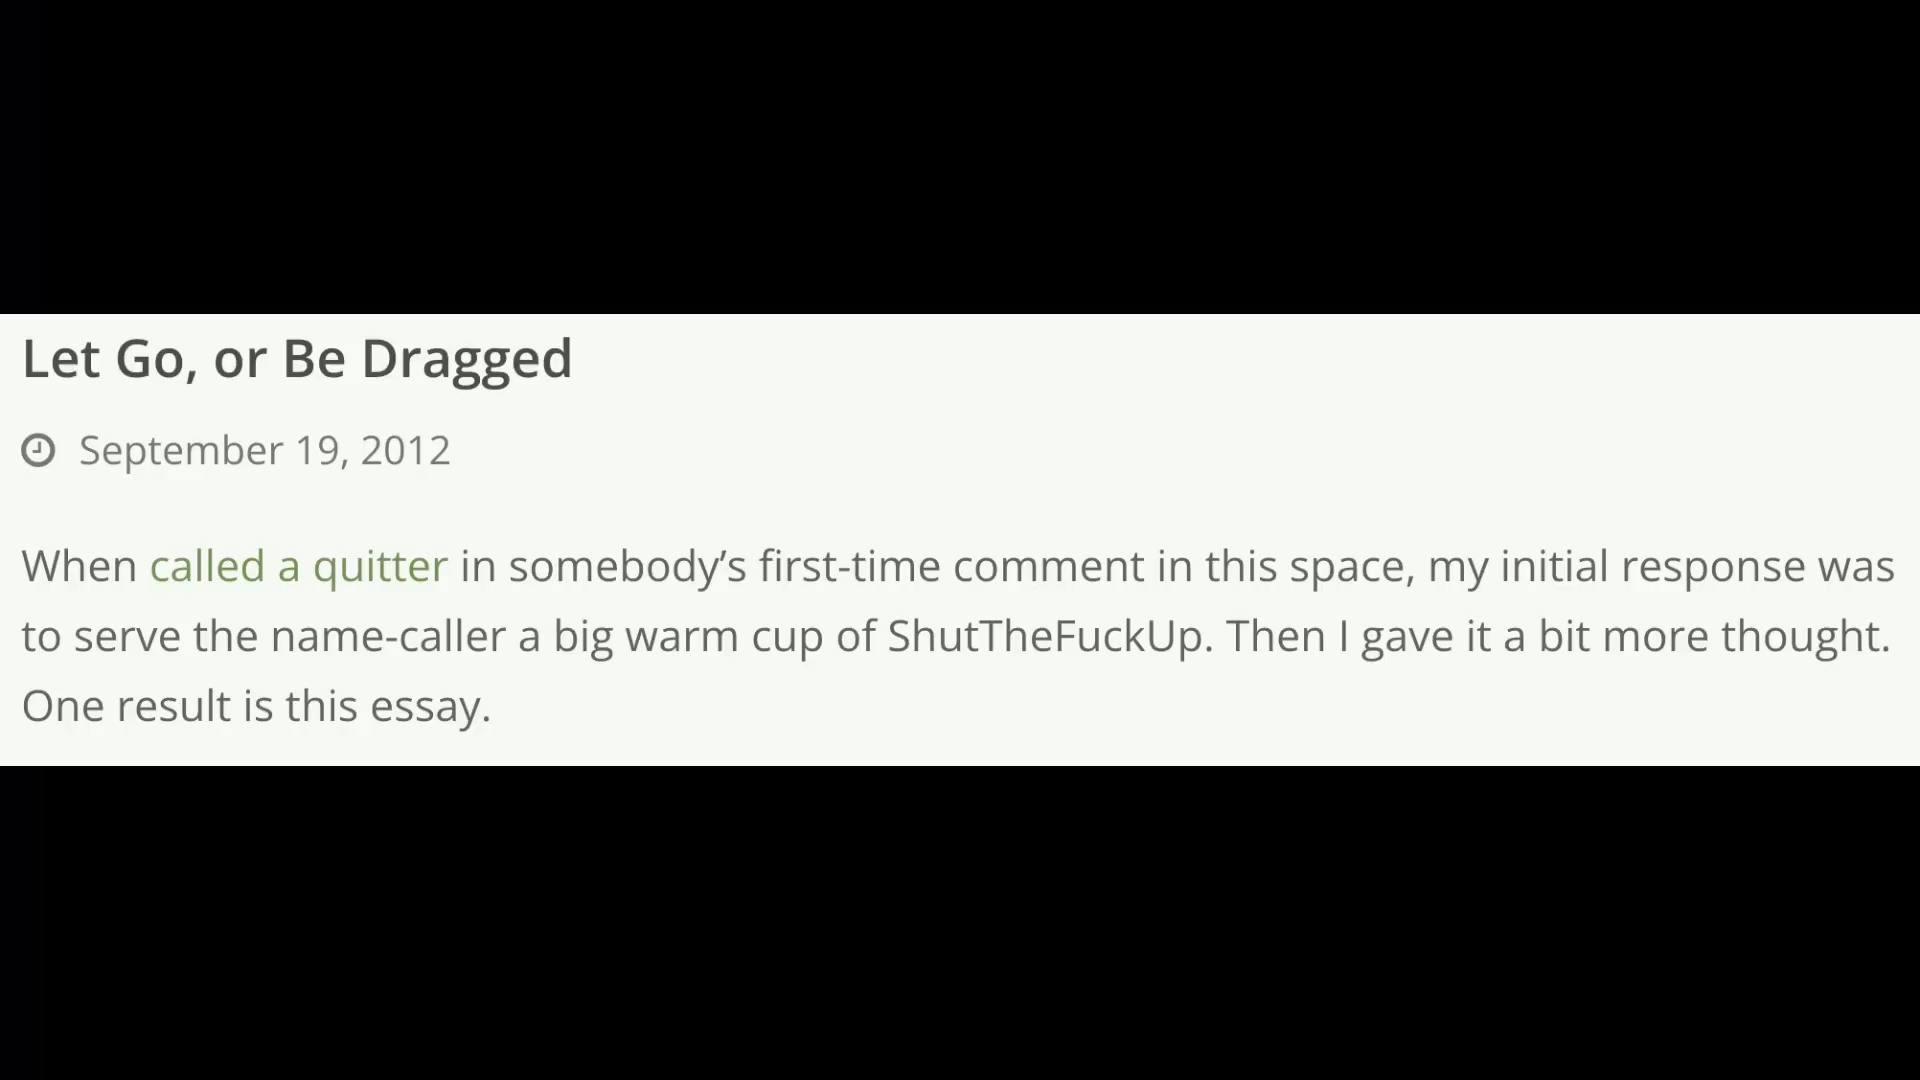 Let Go, or Be Dragged
September 19, 2012
When called a quitter in somebody’s first-time comment in this space, my initial response was
to serve the name-caller a big warm cup of ShutTheFuckUp. Then I gave it a bit more thought.
One result is this essay.